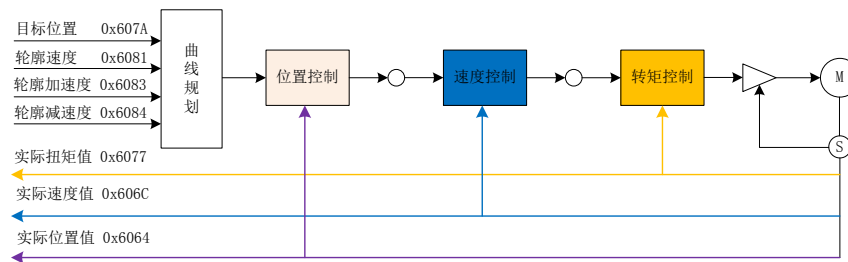 目标位置 0x607A
轮廓速度 0x6081
轮廓加速度 0x6083
轮廓减速度 0x6084
曲线规划
位置控制
速度控制
转矩控制
M
S
实际扭矩值 0x6077
实际速度值 0x606C
实际位置值 0x6064